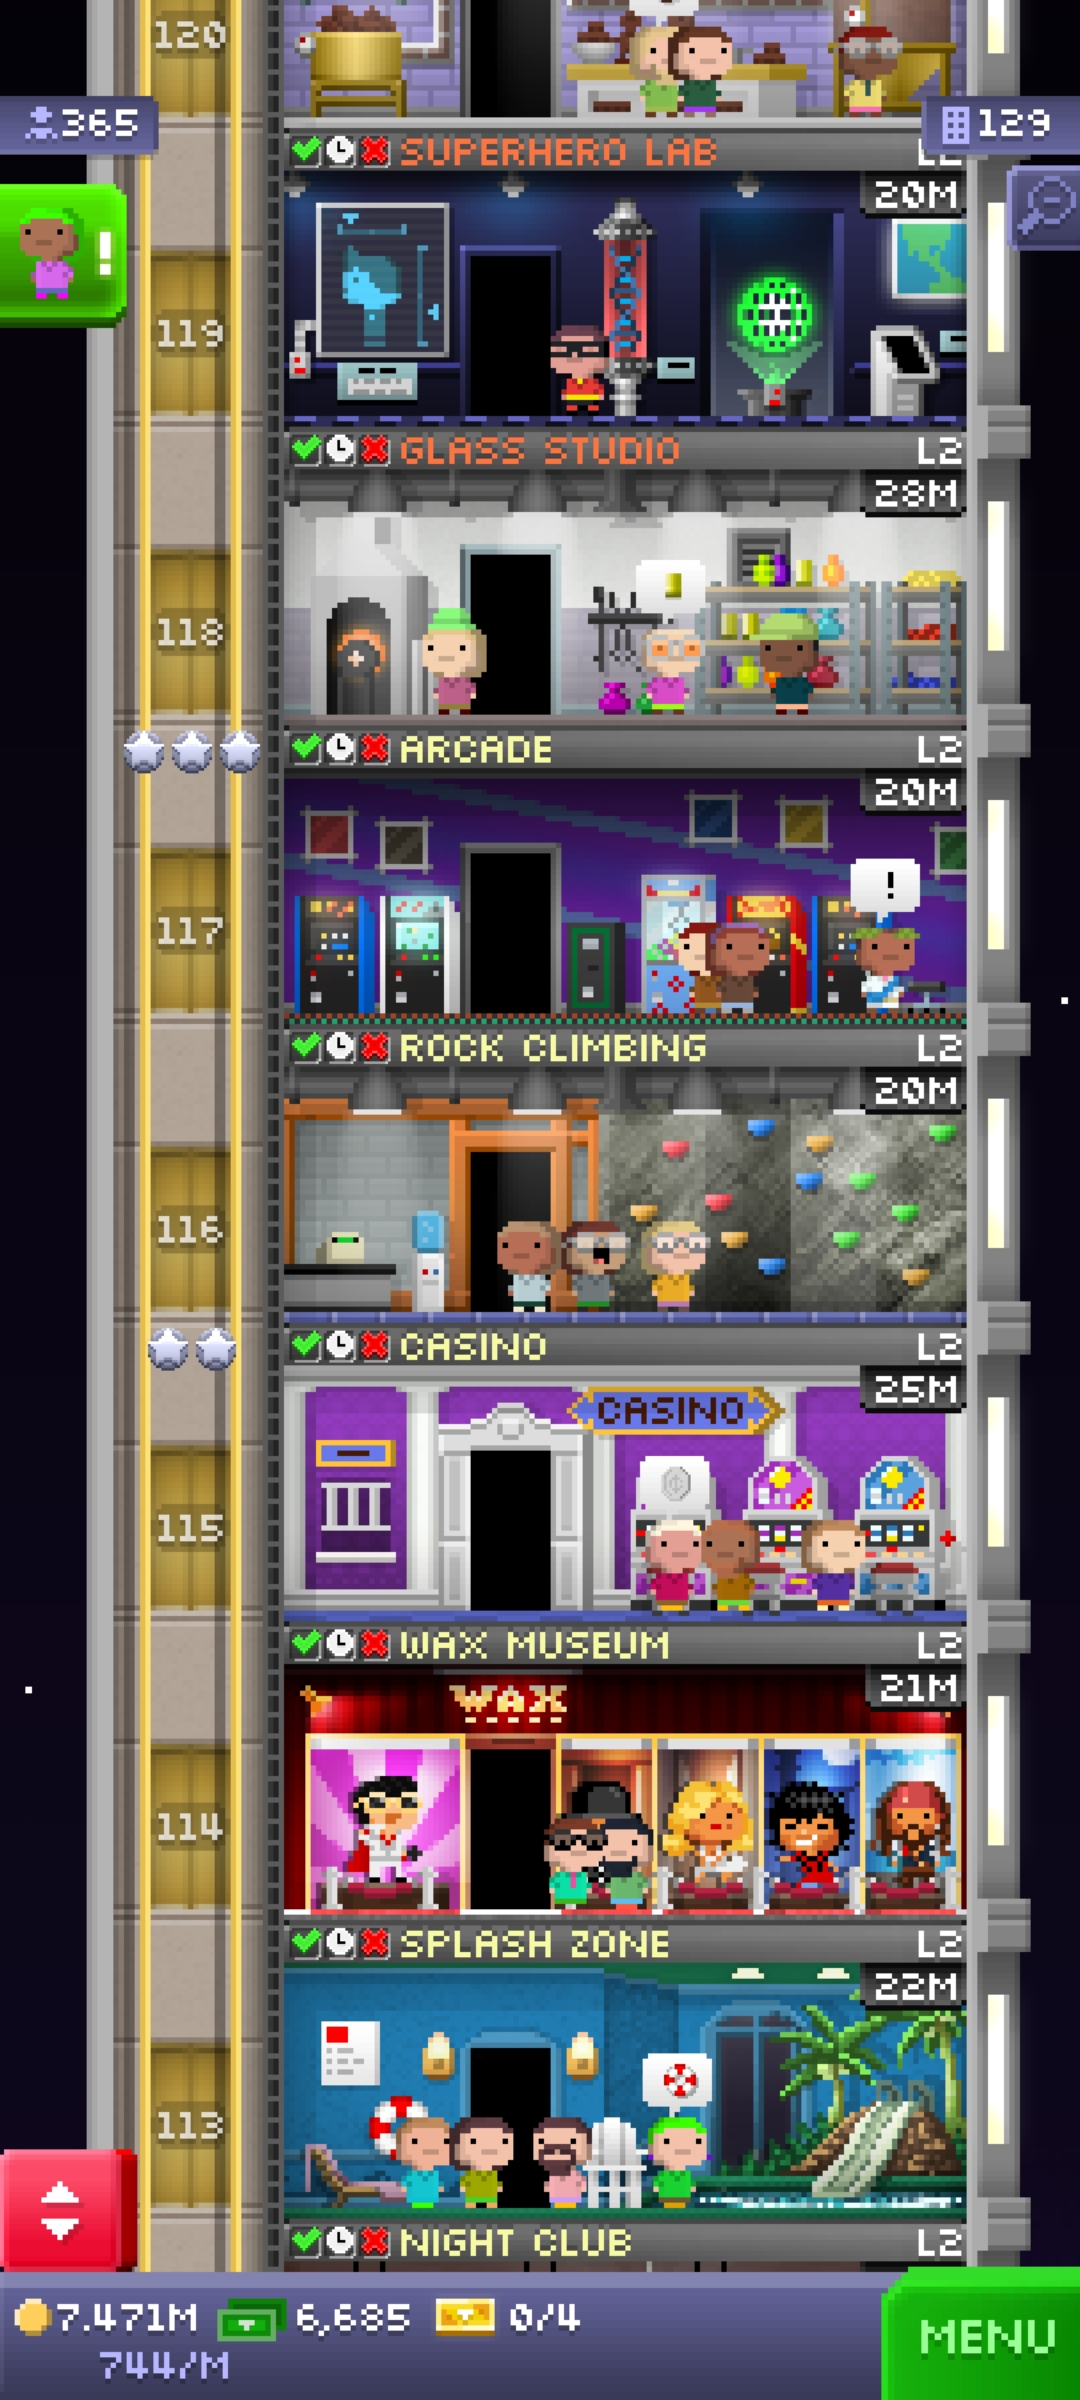 120
365
129
SUPERHERO LAB
20M
!
119
GLASS STUDIO L2
28M
118
ARCADE L2
20M
!
117
ROCK CLIMBING L2
20M
116
CASINO L2
25M
CASINO
115
WAX MUSEUM L2
21M
WAX
114
SPLASH ZONE L2
22M
113
NIGHT CLUB L2
7.471M 6,685 0/4
744/M
MENU